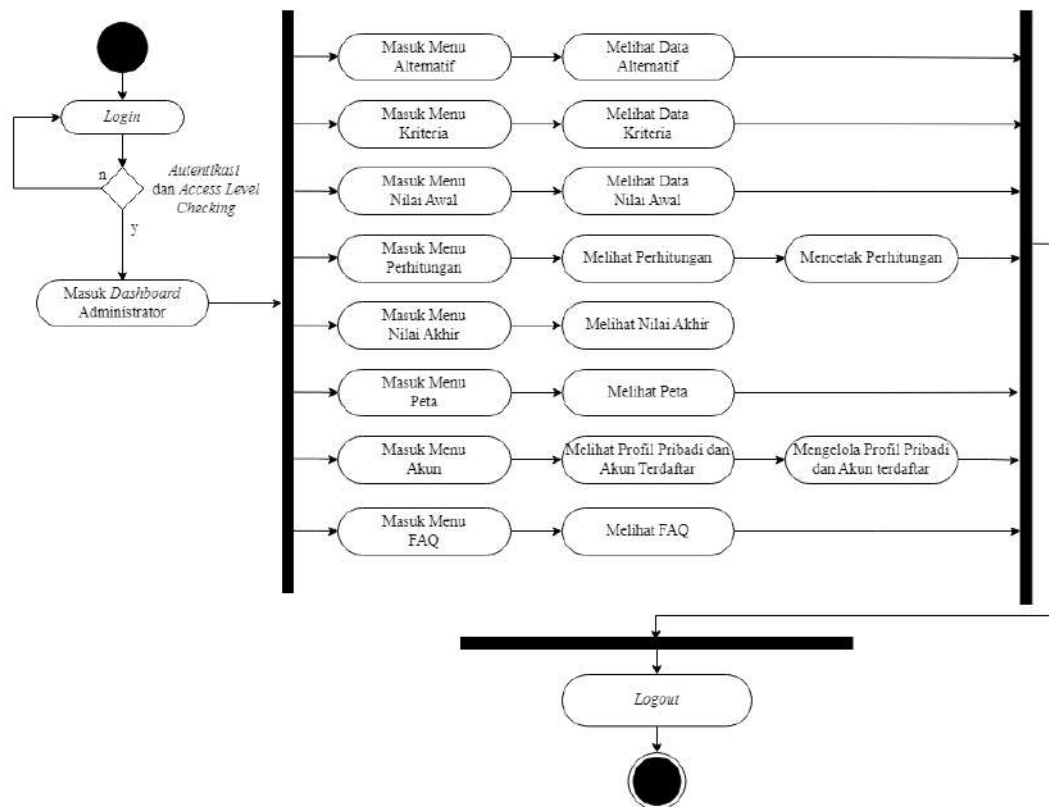 Login
n
Autentikasi
dan Access Level
Checking
y
Masuk Dashboard
Administrator
Masuk Menu
Alternatif
Melihat Data
Alternatif
Masuk Menu
Kriteria
Melihat Data
Kriteria
Masuk Menu
Nilai Awal
Melihat Data
Nilai Awal
Masuk Menu
Perhitungan
Melihat Perhitungan
Mencetak Perhitungan
Masuk Menu
Nilai Akhir
Melihat Nilai Akhir
Masuk Menu
Peta
Melihat Peta
Masuk Menu
Akun
Melihat Profil Pribadi dan
Akun Terdaftar
Mengelola Profil Pribadi
dan Akun terdaftar
Masuk Menu
FAQ
Melihat FAQ
Logout